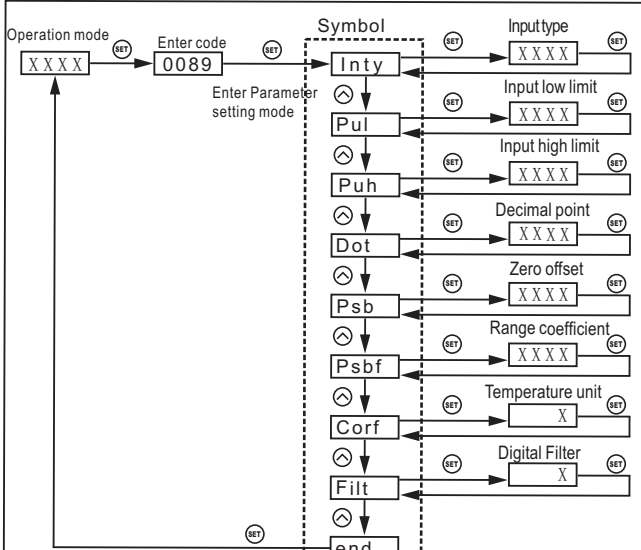 Operation mode
SET
Enter code
SET
Symbol
SET
Input type
SET
XXXX
0089
Inty
XXXX
Enter Parameter
setting mode
Input low limit
SET
XXXX
SET
Pul
Input high limit
SET
XXXX
SET
Puh
Decimal point
SET
XXXX
SET
Dot
Zero offset
SET
XXXX
SET
Psb
Range coefficient
SET
XXXX
SET
Psbf
Temperature unit
SET
X
SET
Corf
Digital Filter
SET
X
SET
Filt
SET
end